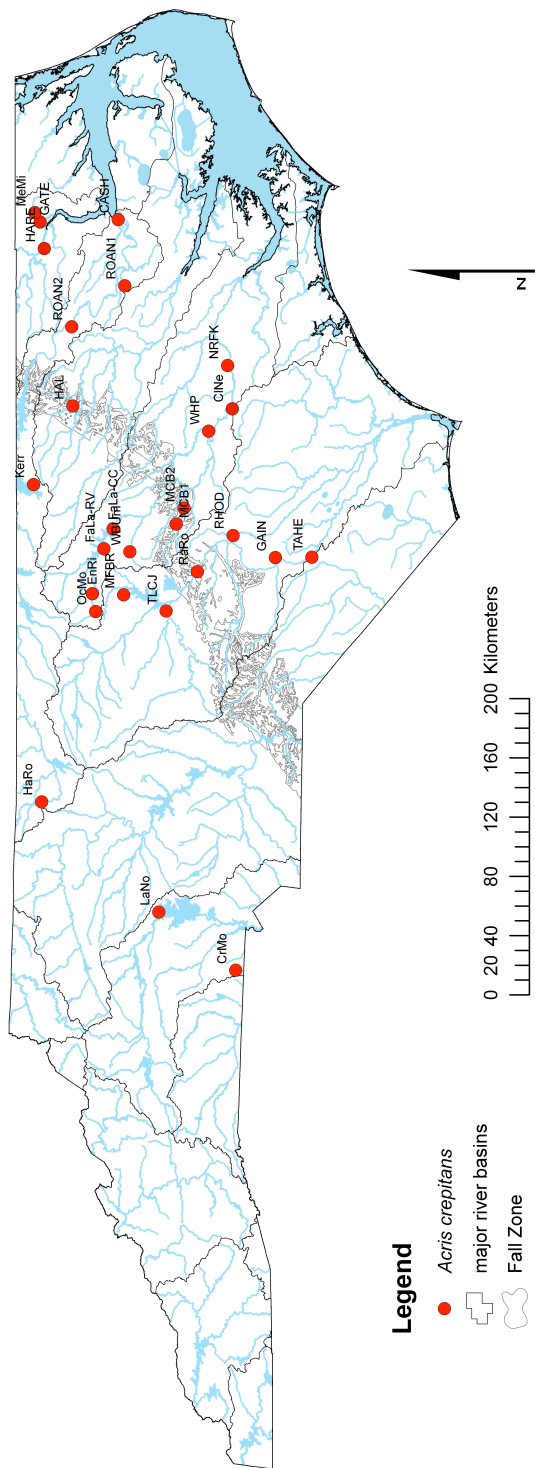 MeMi
HARE
GATE
CASH
ROAN1
ROAN2
HAL
Kerr
NRFK
ClNe
WHP
FaLa-RV
FaLa-CC
WBUm
MCB2
MCB1
RHOD
RaRo
GAIN
TAHE
OcMo
EnRi
MFBR
TLCJ
HaRo
LaNo
CrMo
N
0 20 40 80 120 160 200 Kilometers
Legend
Acris crepitans
major river basins
Fall Zone